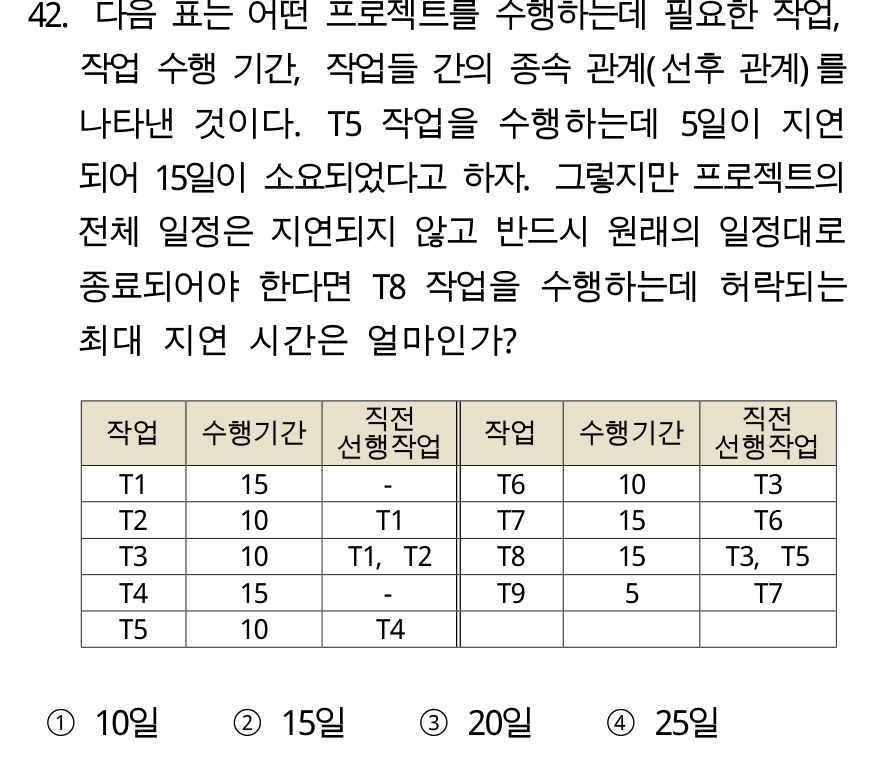 42. 다음 표는 어떤 프로젝트를 수행하는데 필요한 작업,
작업 수행 기간, 작업들 간의 종속 관계(선후 관계)를
나타낸 것이다. T5 작업을 수행하는데 5일이 지연
되어 15일이 소요되었다고 하자. 그렇지만 프로젝트의
전체 일정은 지연되지 않고 반드시 원래의 일정대로
종료되어야 한다면 T8 작업을 수행하는데 허락되는
최대 지연 시간은 얼마인가?
작업 수행기간 직전 선행작업 작업 수행기간 직전 선행작업
T1 15 - T6 10 T3
T2 10 T1 T7 15 T6
T3 10 T1, T2 T8 15 T3, T5
T4 15 - T9 5 T7
T5 10 T4
① 10일 ② 15일 ③ 20일 ④ 25일